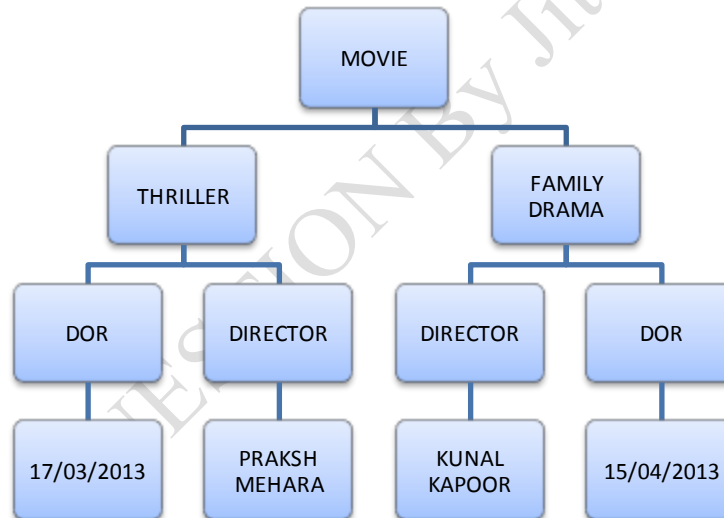 MOVIE
THRILLER
FAMILY
DRAMA
DOR
DIRECTOR
DIRECTOR
DOR
17/03/2013
PRAKSH
MEHARA
KUNAL
KAPOOR
15/04/2013